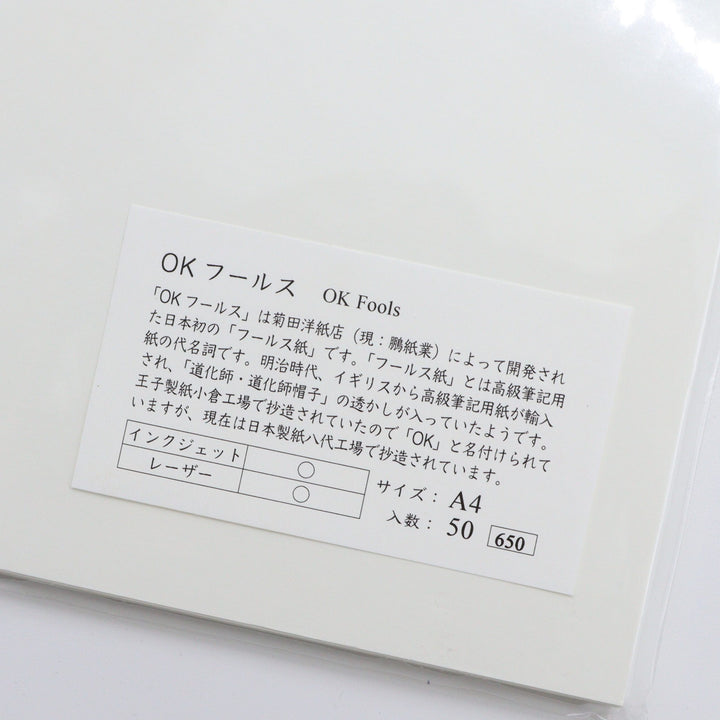 OKフールス OK Fools
「OKフールス」は菊田洋紙店（現：鵬紙業）によって開発され
た日本初の「フールス紙」です。「フールス紙」とは高級筆記用
紙の代名詞です。明治時代、イギリスから高級筆記用紙が輸入
され、「道化師・道化師帽子」の透かしが入っていたようです。
王子製紙小倉工場で抄造されていたので「OK」と名付けられて
いますが、現在は日本製紙八代工場で抄造されています。
インクジェット ○
レーザー ○
サイズ： A4
入数： 50 650